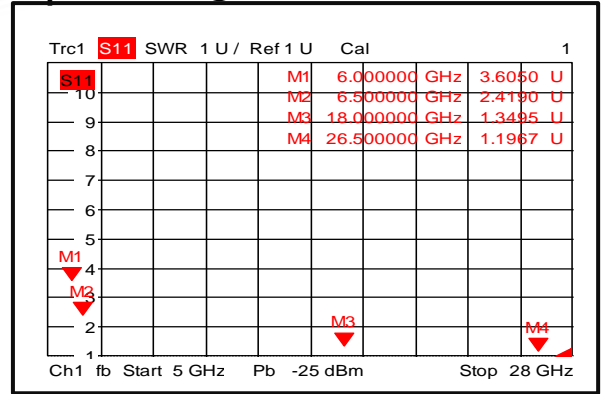 Trc1 S11 SWR 1 U / Ref 1 U Cal 1
S11
M1 6.000000 GHz 3.6050 U
M2 6.500000 GHz 2.4190 U
M3 18.000000 GHz 1.3495 U
M4 26.500000 GHz 1.1967 U
10
9
8
7
6
5
M1
4
M2
3
2
M3
M4
1
Ch1 fb Start 5 GHz Pb -25 dBm Stop 28 GHz